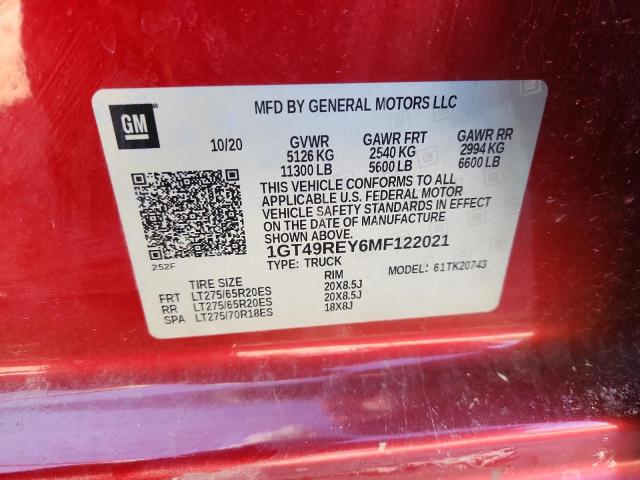 GM
MFD BY GENERAL MOTORS LLC
10/20 GVWR GAWR FRT GAWR RR
5126 KG 2540 KG 2994 KG
11300 LB 5600 LB 6600 LB
THIS VEHICLE CONFORMS TO ALL
APPLICABLE U.S. FEDERAL MOTOR
VEHICLE SAFETY STANDARDS IN EFFECT
ON THE DATE OF MANUFACTURE
SHOWN ABOVE.
252F 1GT49REY6MF122021
TYPE: TRUCK MODEL: 61TK20743
TIRE SIZE RIM
FRT LT275/65R20ES 20X8.5J
RR LT275/65R20ES 20X8.5J
SPA LT275/70R18ES 18X8J